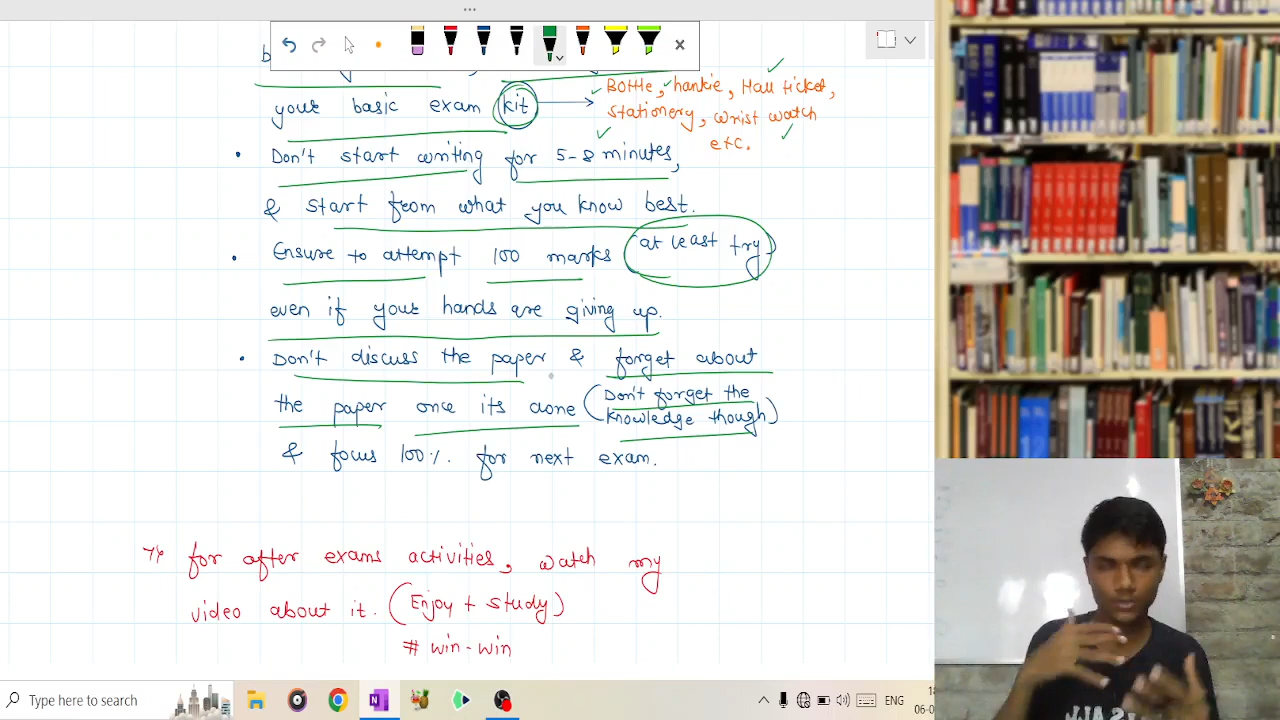 your basic exam kit
Bottle, hankie, Hall ticket,
stationery, wrist watch
etc.
• Don't start writing for 5-8 minutes,
& start from what you know best.
• Ensure to attempt 100 marks (at least try)
even if your hands are giving up.
• Don't discuss the paper & forget about
the paper once its done (Don't forget the
knowledge though)
& focus 100% for next exam.
for after exams activities, watch my
video about it. (Enjoy + study)
# win-win
Type here to search
ENG